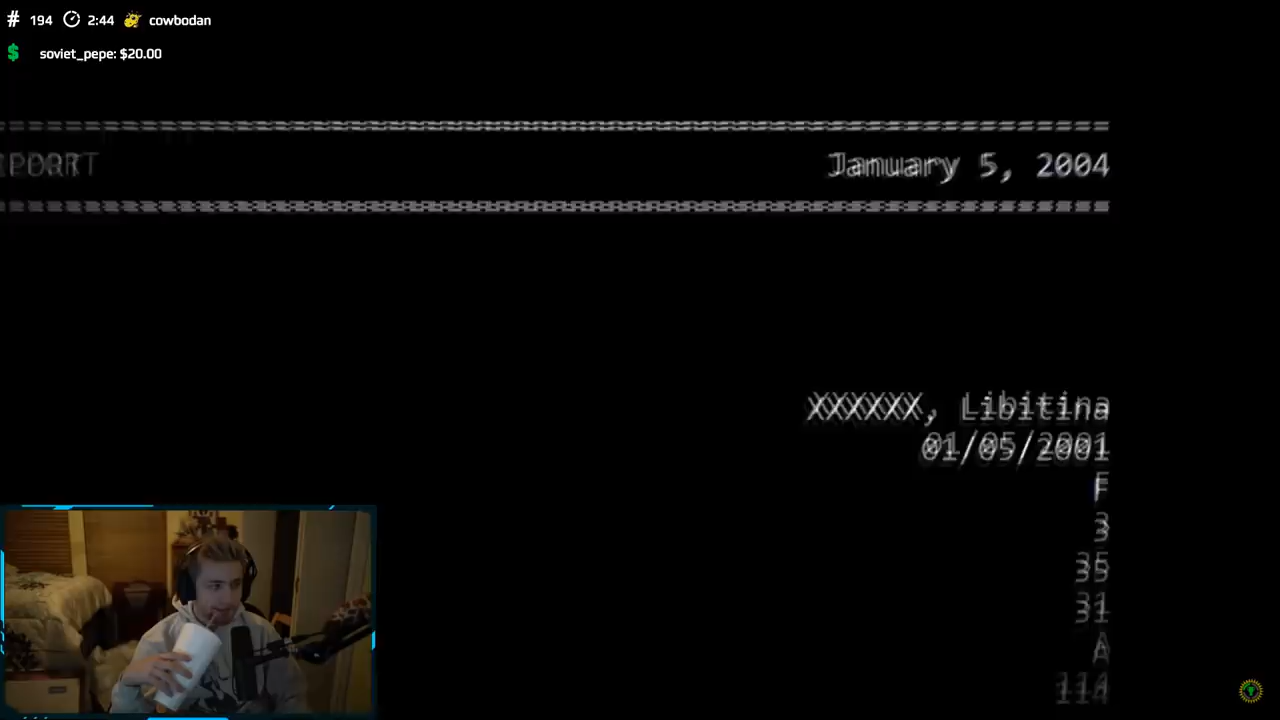 # 194 2:44 cowbodan
$ soviet_pepe: $20.00
==========================================================
PORT January 5, 2004
==========================================================
XXXXXX, Libitina
01/05/2001
F
3
35
31
A
114